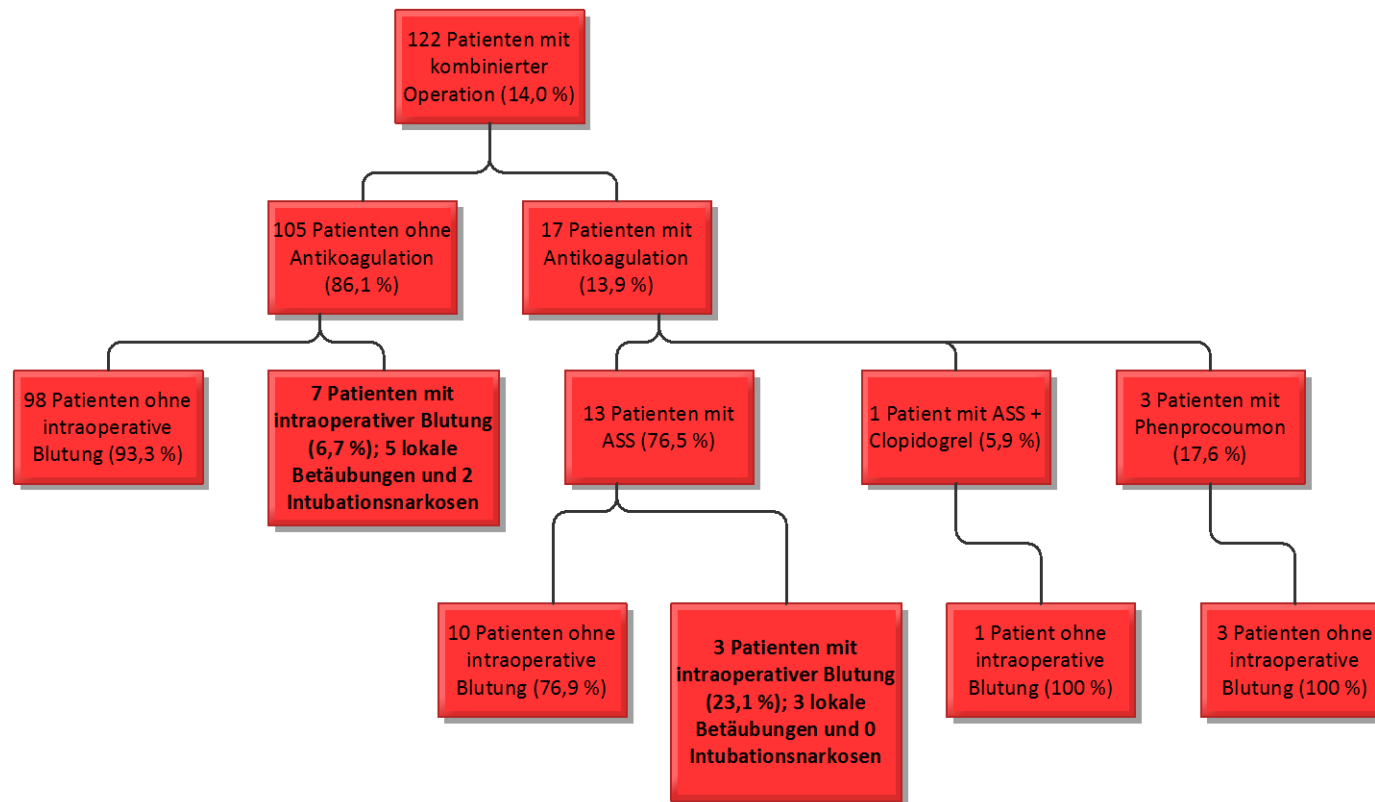 122 Patienten mit
kombinierter
Operation (14,0 %)
105 Patienten ohne
Antikoagulation
(86,1 %)
17 Patienten mit
Antikoagulation
(13,9 %)
98 Patienten ohne
intraoperative
Blutung (93,3 %)
7 Patienten mit
intraoperativer Blutung
(6,7 %); 5 lokale
Betäubungen und 2
Intubationsnarkosen
13 Patienten mit
ASS (76,5 %)
1 Patient mit ASS +
Clopidogrel (5,9 %)
3 Patienten mit
Phenprocoumon
(17,6 %)
10 Patienten ohne
intraoperative
Blutung (76,9 %)
3 Patienten mit
intraoperativer Blutung
(23,1 %); 3 lokale
Betäubungen und 0
Intubationsnarkosen
1 Patient ohne
intraoperative
Blutung (100 %)
3 Patienten ohne
intraoperative
Blutung (100 %)